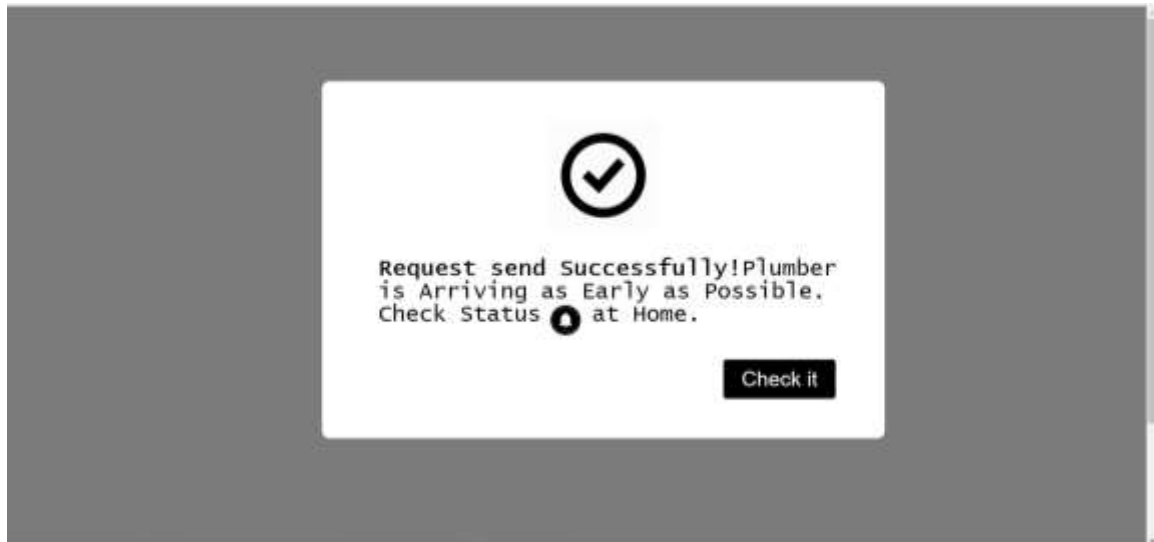 Request send Successfully!Plumber
is Arriving as Early as Possible.
Check Status at Home.
Check it